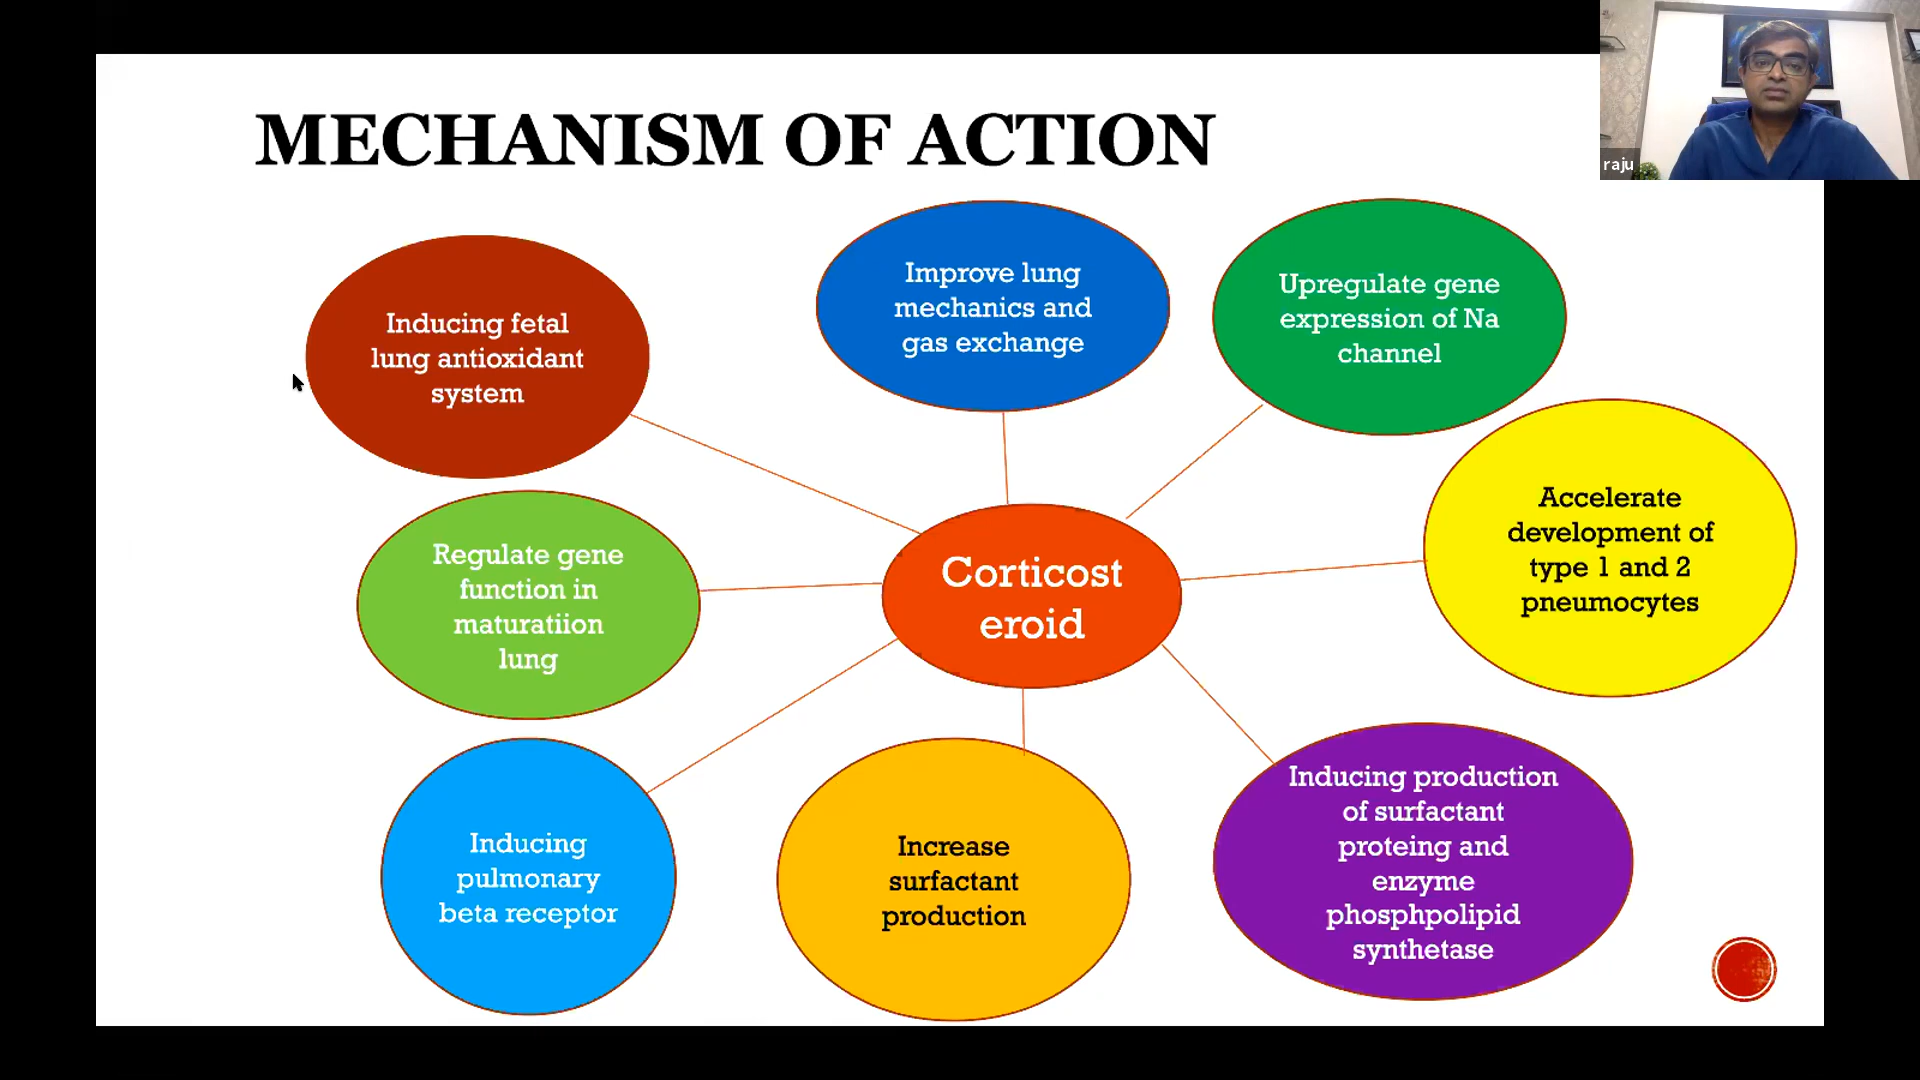 MECHANISM OF ACTION
raju
Inducing fetal
lung antioxidant
system
Improve lung
mechanics and
gas exchange
Upregulate gene
expression of Na
channel
Accelerate
development of
type 1 and 2
pneumocytes
Regulate gene
function in
maturatiion
lung
Corticost
eroid
Inducing
pulmonary
beta receptor
Increase
surfactant
production
Inducing production
of surfactant
proteing and
enzyme
phosphpolipid
synthetase